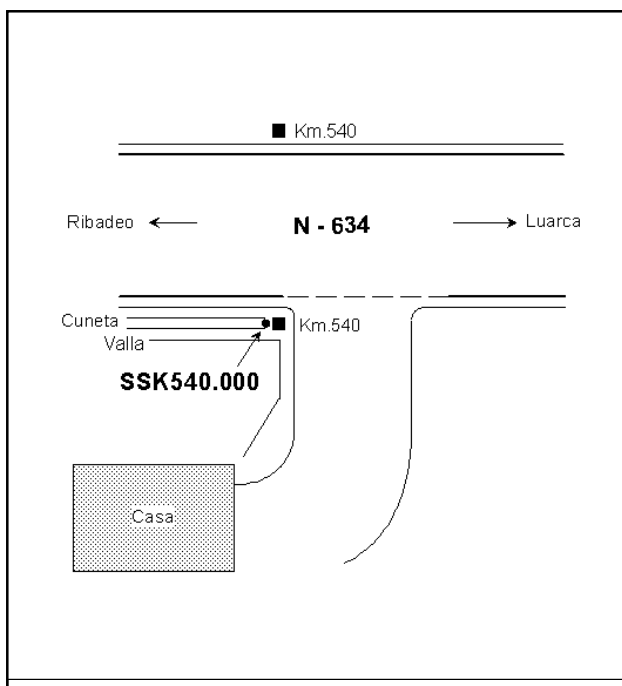 Km.540
Ribadeo
N - 634
Luarca
Cuneta
Km.540
Valla
SSK540.000
Casa